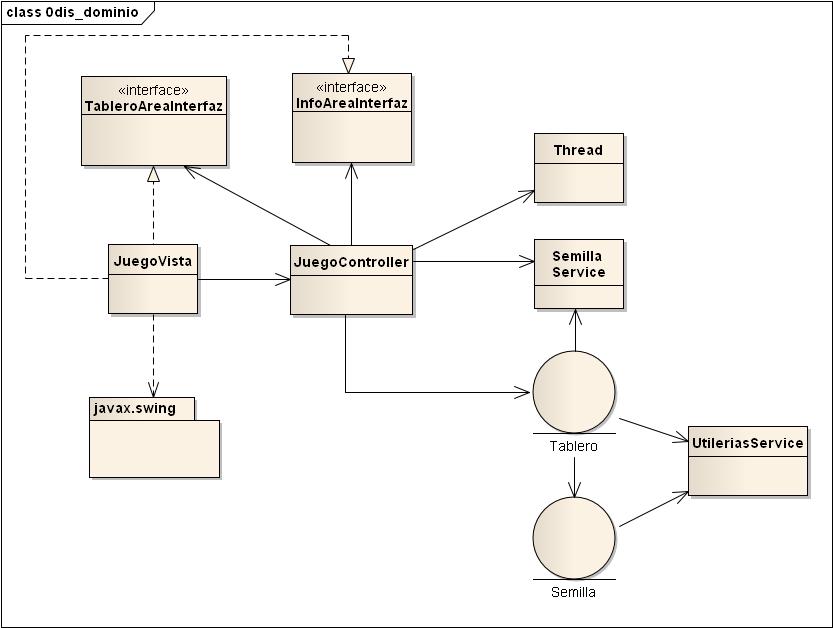 class 0dis_dominio
«interface»
TableroAreaInterfaz
«interface»
InfoAreaInterfaz
Thread
JuegoVista
JuegoController
Semilla
Service
javax.swing
Tablero
UtileriasService
Semilla